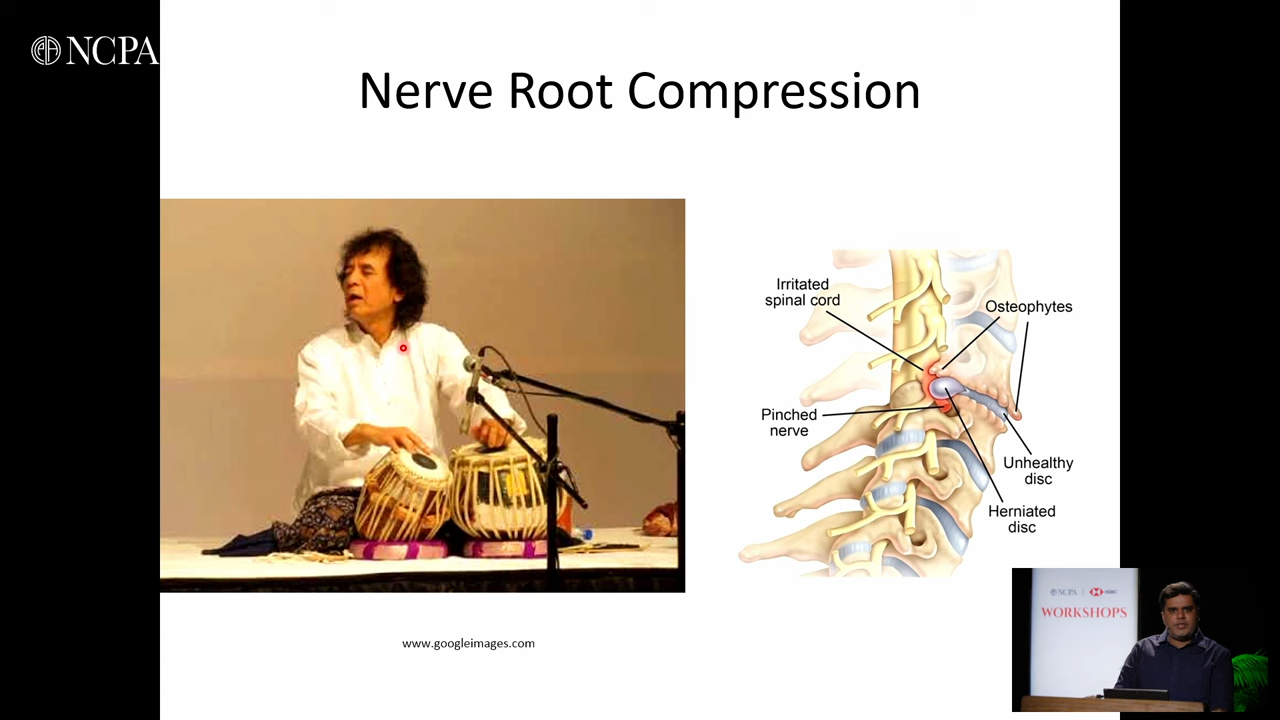 NCPA
Nerve Root Compression
Irritated
spinal cord
Osteophytes
Pinched
nerve
Unhealthy
disc
Herniated
disc
www.googleimages.com
NCPA
WORKSHOPS